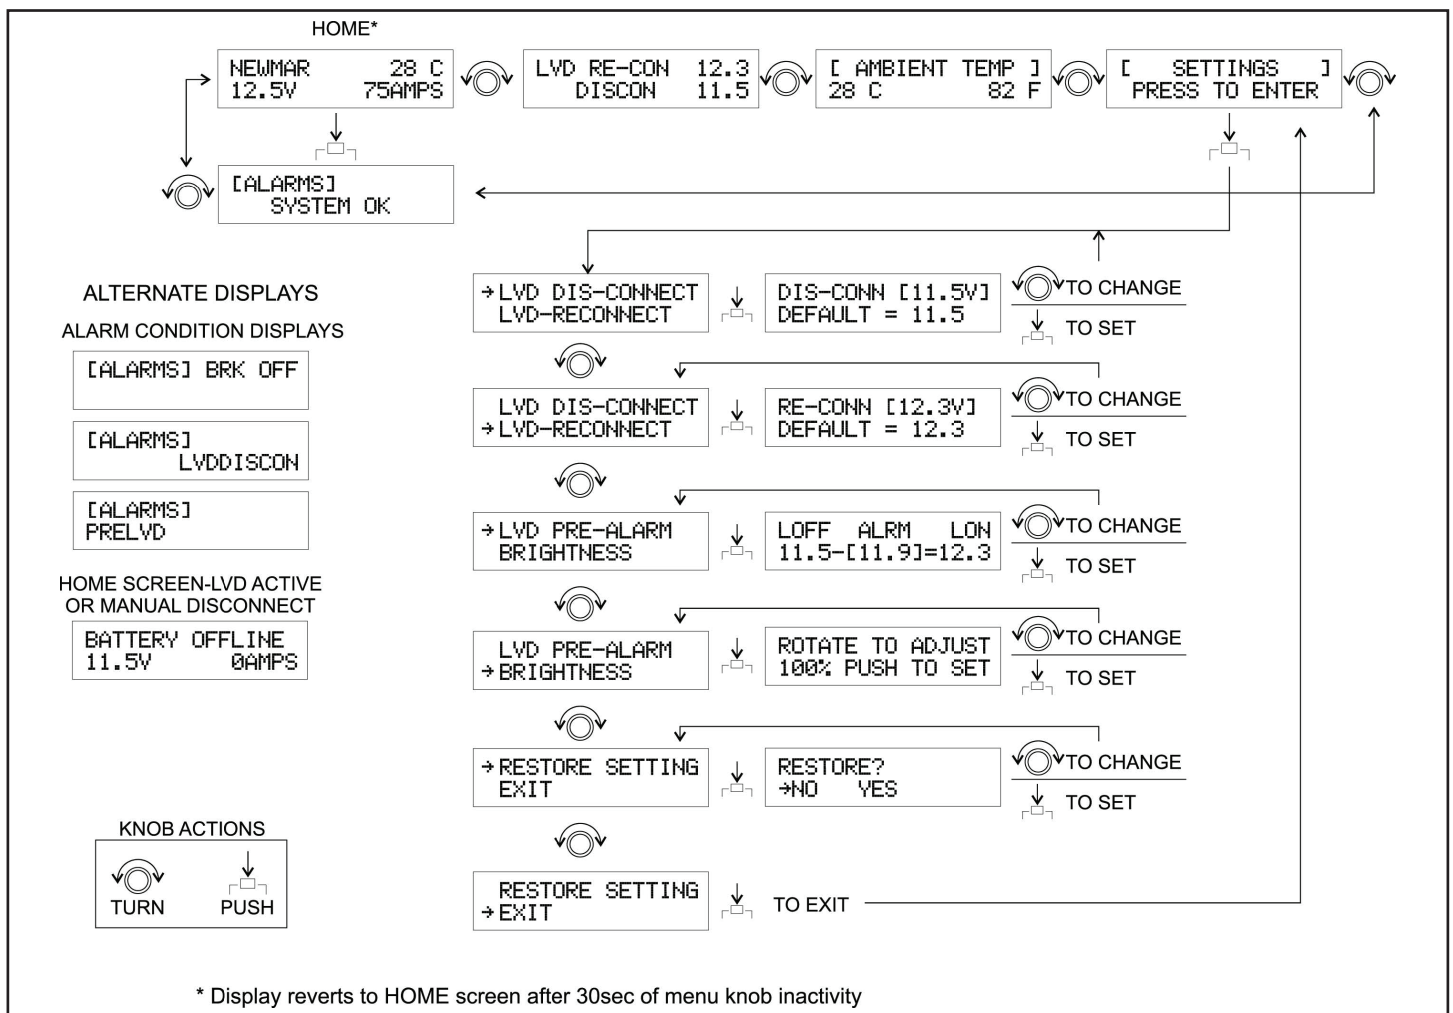 HOME*
NEWMAR 28 C
12.5V 75AMPS
LVD RE-CON 12.3
DISCON 11.5
[ AMBIENT TEMP ]
28 C 82 F
[ SETTINGS ]
PRESS TO ENTER
[ALARMS]
SYSTEM OK
ALTERNATE DISPLAYS
ALARM CONDITION DISPLAYS
[ALARMS] BRK OFF
[ALARMS]
LVDDISCON
[ALARMS]
PRELVD
HOME SCREEN-LVD ACTIVE
OR MANUAL DISCONNECT
BATTERY OFFLINE
11.5V 0AMPS
→LVD DIS-CONNECT
LVD-RECONNECT
DIS-CONN [11.5V]
DEFAULT = 11.5
TO CHANGE
TO SET
LVD DIS-CONNECT
→LVD-RECONNECT
RE-CONN [12.3V]
DEFAULT = 12.3
TO CHANGE
TO SET
→LVD PRE-ALARM
BRIGHTNESS
LOFF ALRM LON
11.5-[11.9]=12.3
TO CHANGE
TO SET
LVD PRE-ALARM
→BRIGHTNESS
ROTATE TO ADJUST
100% PUSH TO SET
TO CHANGE
TO SET
→RESTORE SETTING
EXIT
RESTORE?
→NO YES
TO CHANGE
TO SET
RESTORE SETTING
→EXIT
TO EXIT
KNOB ACTIONS
TURN PUSH
* Display reverts to HOME screen after 30sec of menu knob inactivity